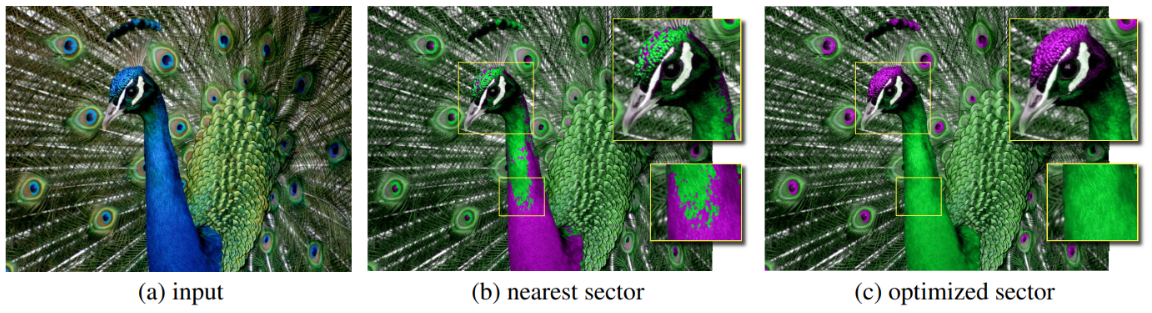 (a) input
(b) nearest sector
(c) optimized sector